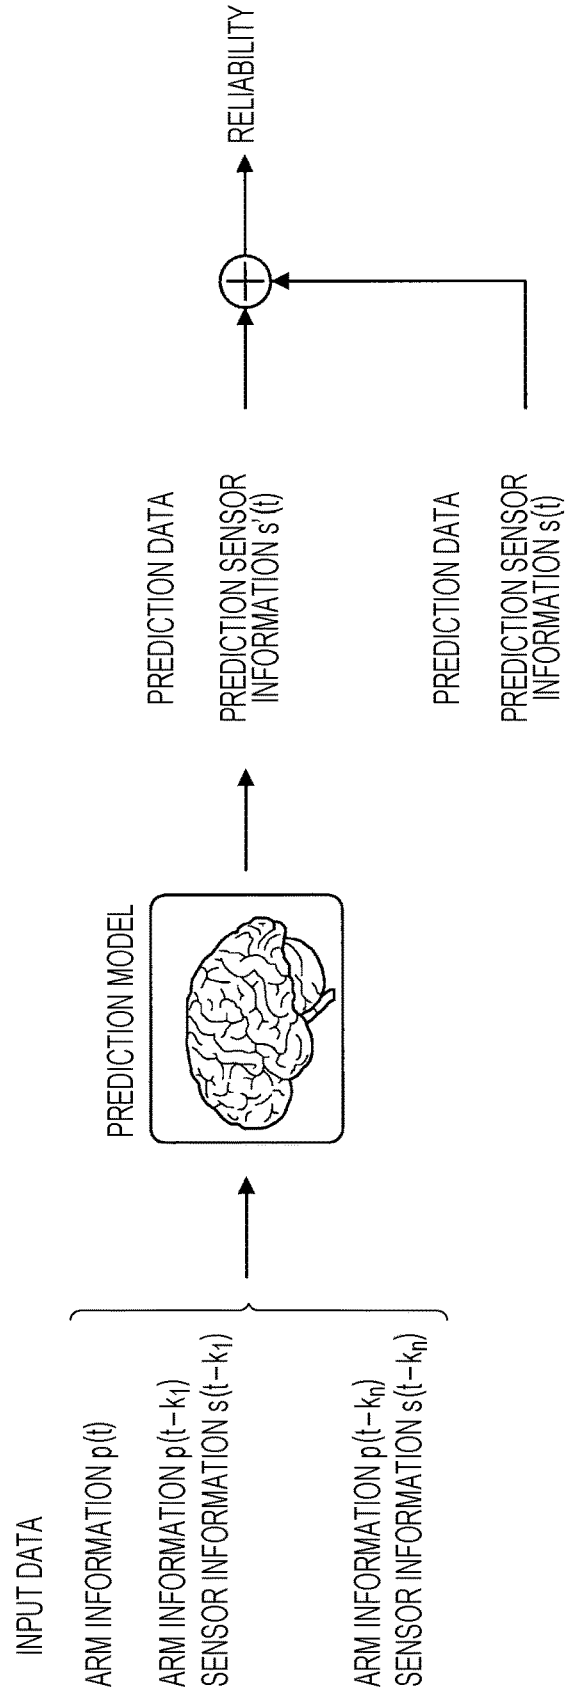 INPUT DATA
ARM INFORMATION p(t)
ARM INFORMATION p(t–k₁)
SENSOR INFORMATION s(t–k₁)
ARM INFORMATION p(t–kₙ)
SENSOR INFORMATION s(t–kₙ)
PREDICTION MODEL
PREDICTION DATA
PREDICTION SENSOR
INFORMATION s'(t)
PREDICTION DATA
PREDICTION SENSOR
INFORMATION s(t)
RELIABILITY